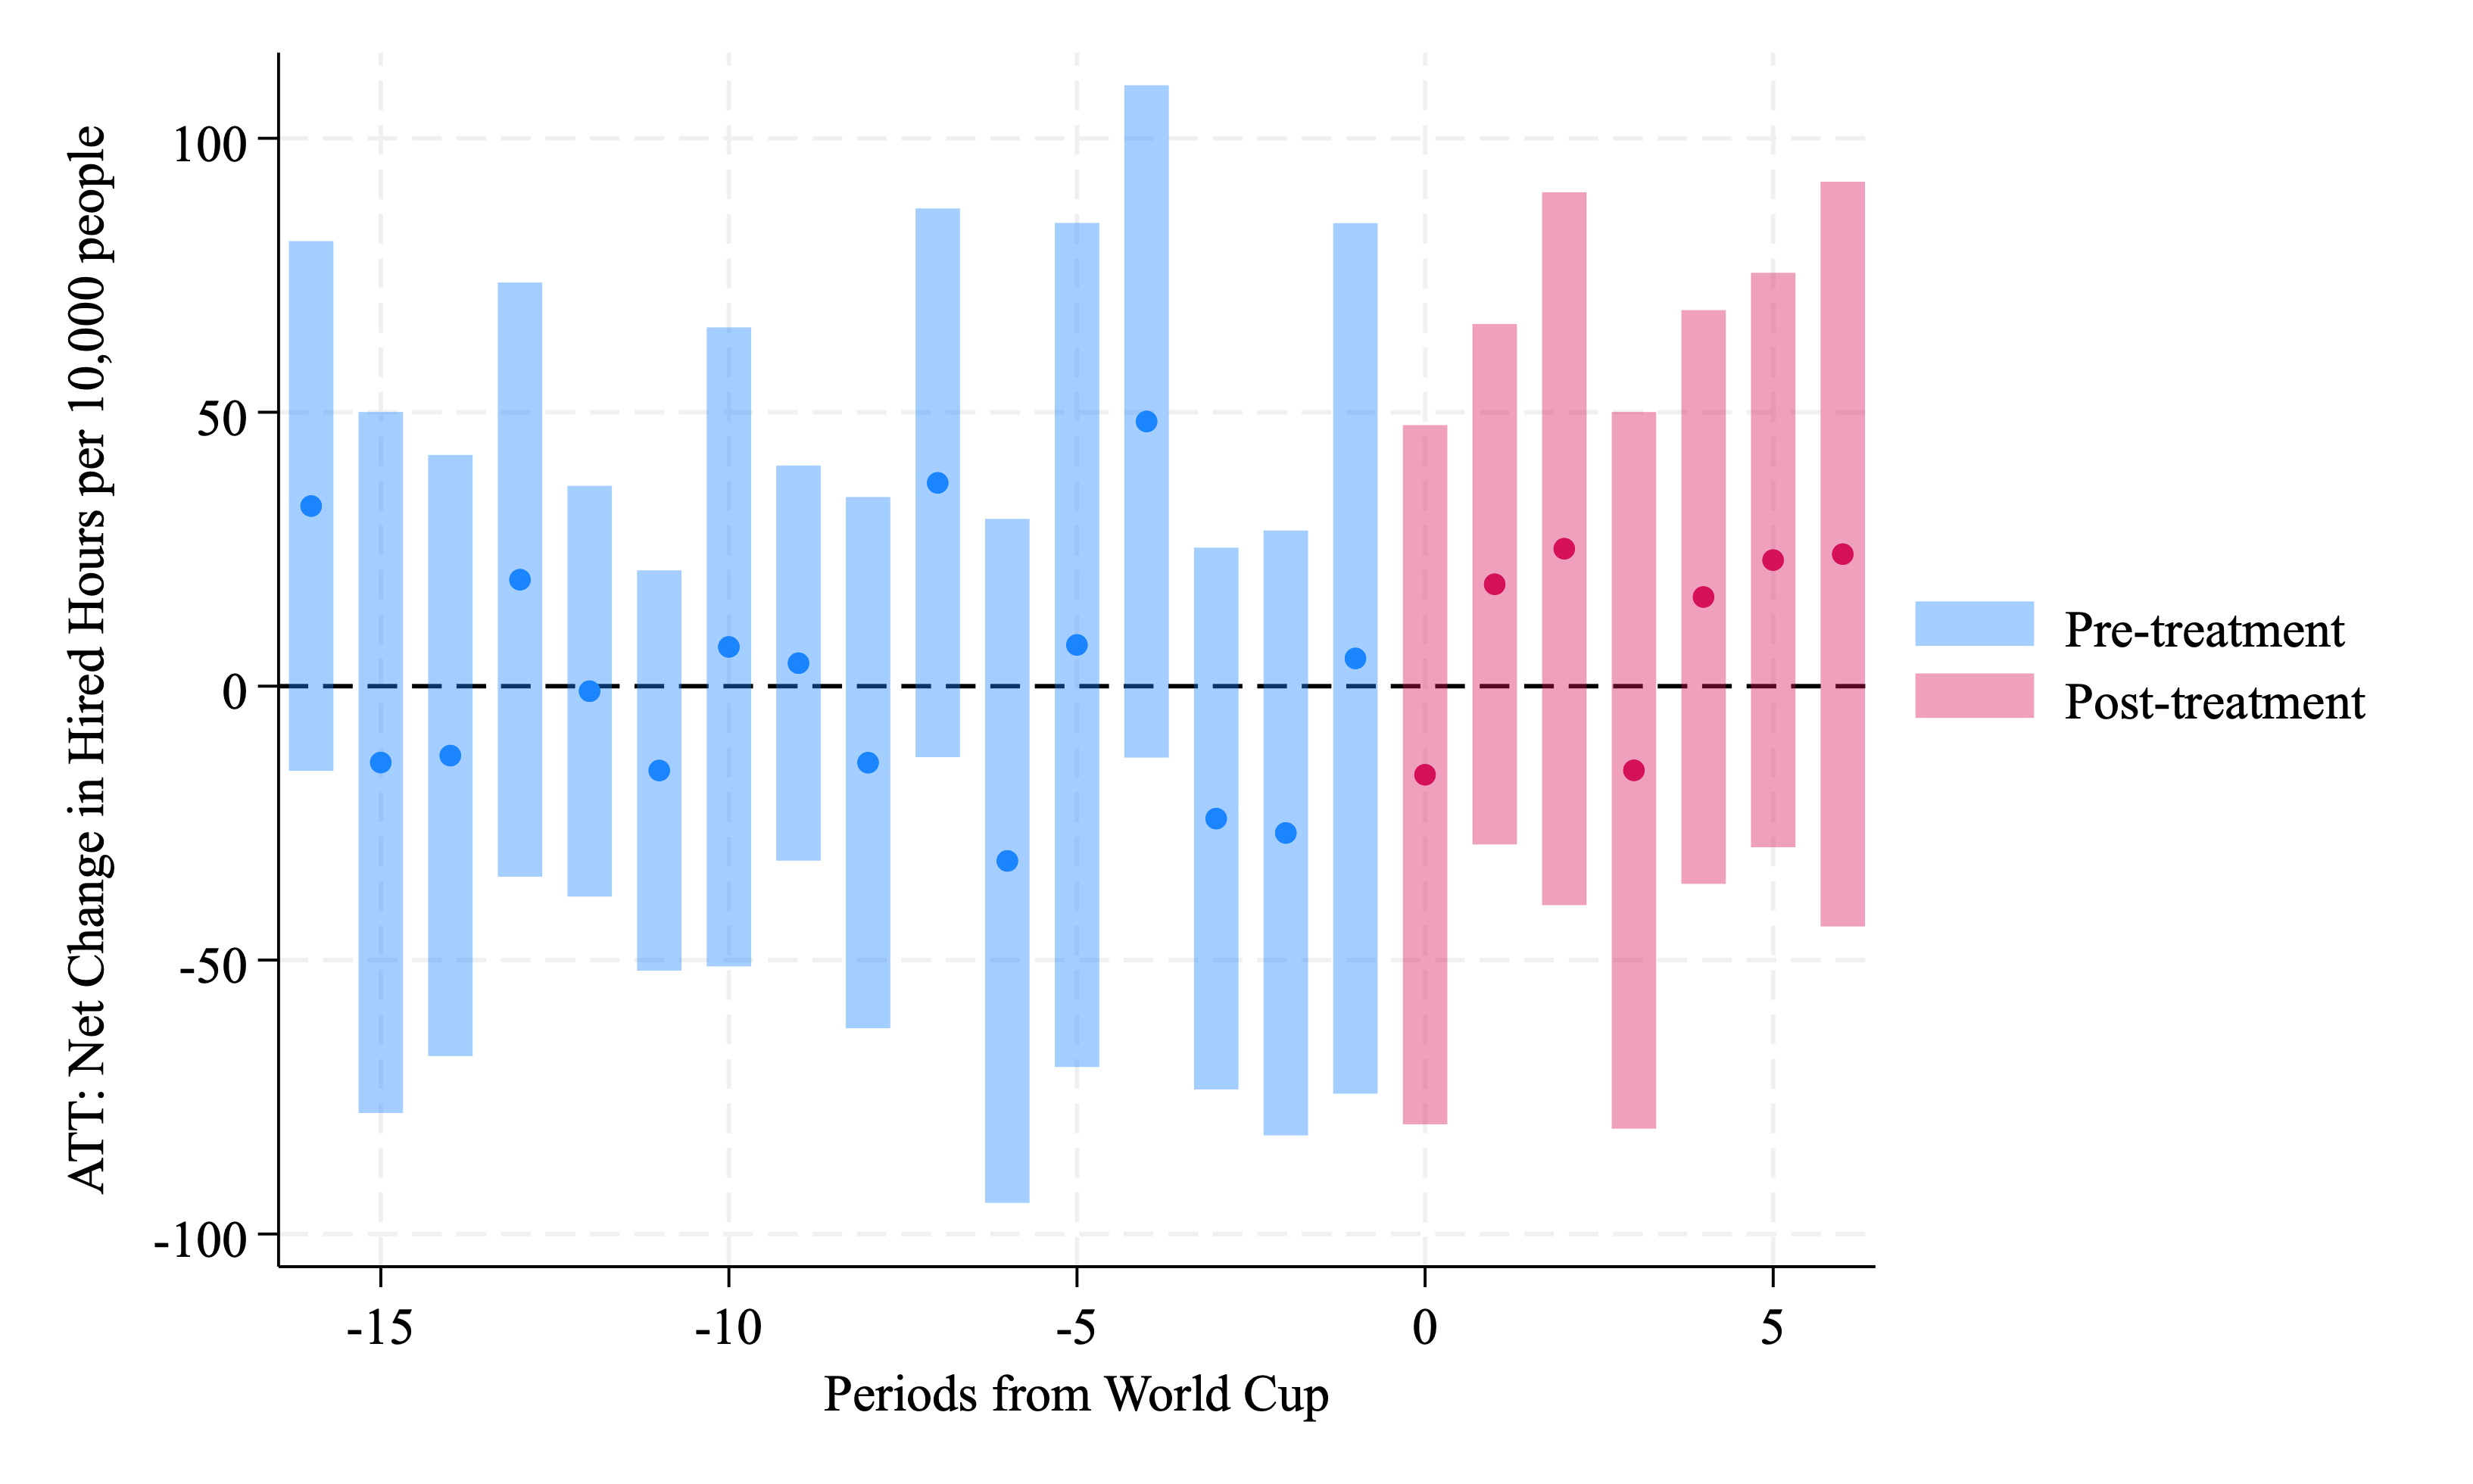 ATT: Net Change in Hired Hours per 10,000 people
100
50
0
-50
-100
-15
-10
-5
0
5
Periods from World Cup
Pre-treatment
Post-treatment